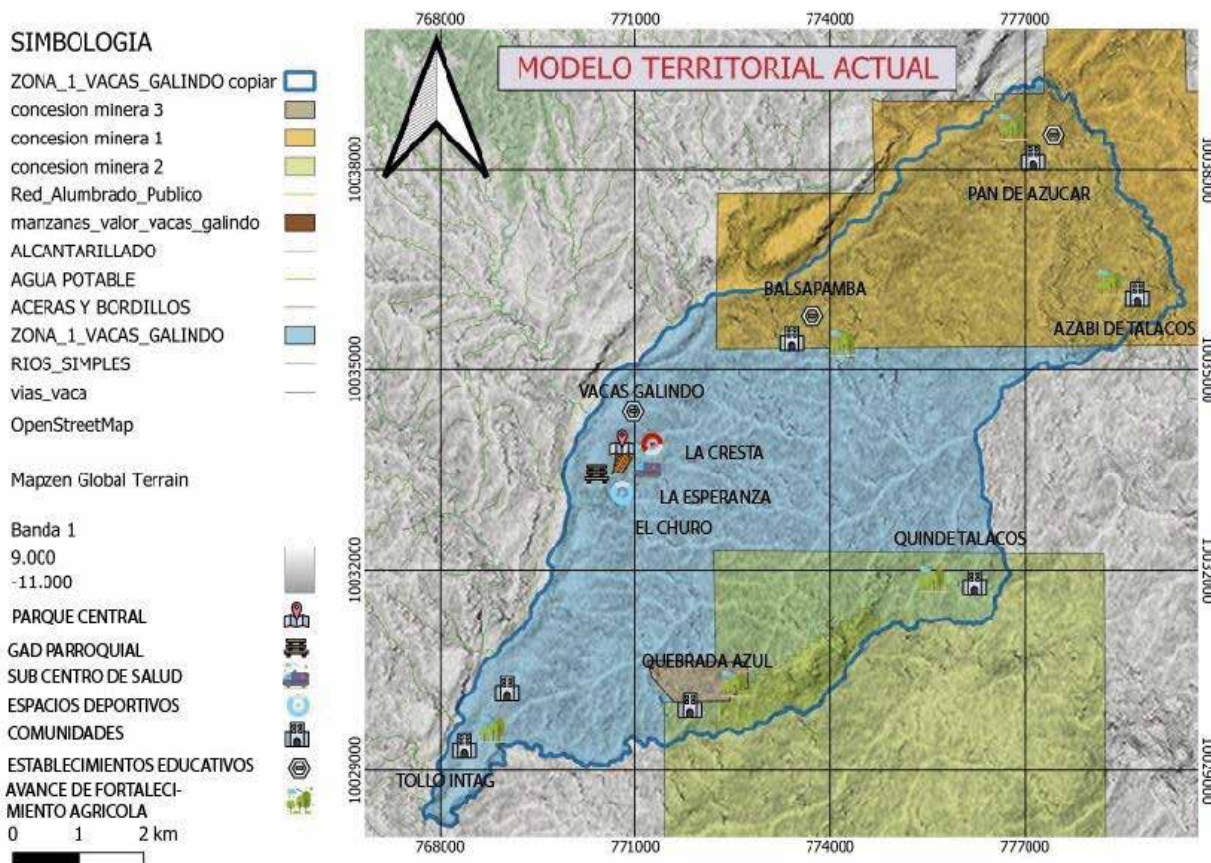 SIMBOLOGIA
ZONA_1_VACAS_GALINDO copiar
concesion minera 3
concesion minera 1
concesion minera 2
Red_Alumbrado_Publico
manzanas_valor_vacas_galindo
ALCANTARILLADO
AGUA POTABLE
ACERAS Y BORDILLOS
ZONA_1_VACAS_GALINDO
RIOS_SIMPLES
vias_vaca
OpenStreetMap
Mapzen Global Terrain
Banda 1
9.000
-11.000
PARQUE CENTRAL
GAD PARROQUIAL
SUB CENTRO DE SALUD
ESPACIOS DEPORTIVOS
COMUNIDADES
ESTABLECIMIENTOS EDUCATIVOS
AVANCE DE FORTALECI-
MIENTO AGRICOLA
0 1 2 km
768000 771000 774000 777000
MODELO TERRITORIAL ACTUAL
10038000 10038000
PAN DE AZUCAR
BALSAPAMBA
AZABI DE TALACOS
10035000 10035000
VACAS GALINDO
LA CRESTA
LA ESPERANZA
EL CHURO
QUINDE TALACOS
10032000 10032000
QUEBRADA AZUL
10029000 10029000
TOLLO INTAG
768000 771000 774000 777000